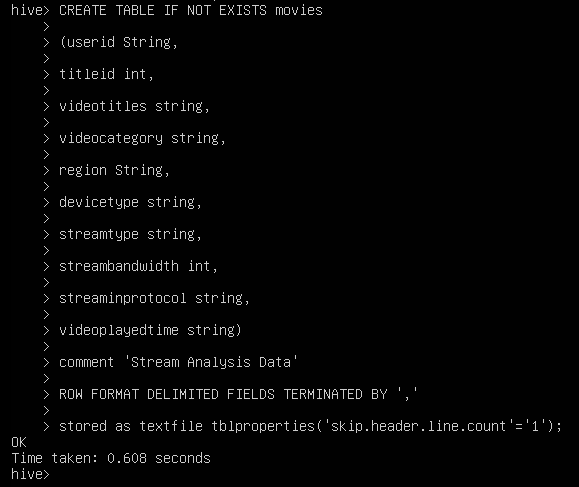 hive> CREATE TABLE IF NOT EXISTS movies
>
> (userid String,
>
> titleid int,
>
> videotitles string,
>
> videocategory string,
>
> region String,
>
> devicetype string,
>
> streamtype string,
>
> streambandwidth int,
>
> streaminprotocol string,
>
> videoplayedtime string)
>
> comment 'Stream Analysis Data'
>
> ROW FORMAT DELIMITED FIELDS TERMINATED BY ','
>
> stored as textfile tblproperties('skip.header.line.count'='1');
OK
Time taken: 0.608 seconds
hive>